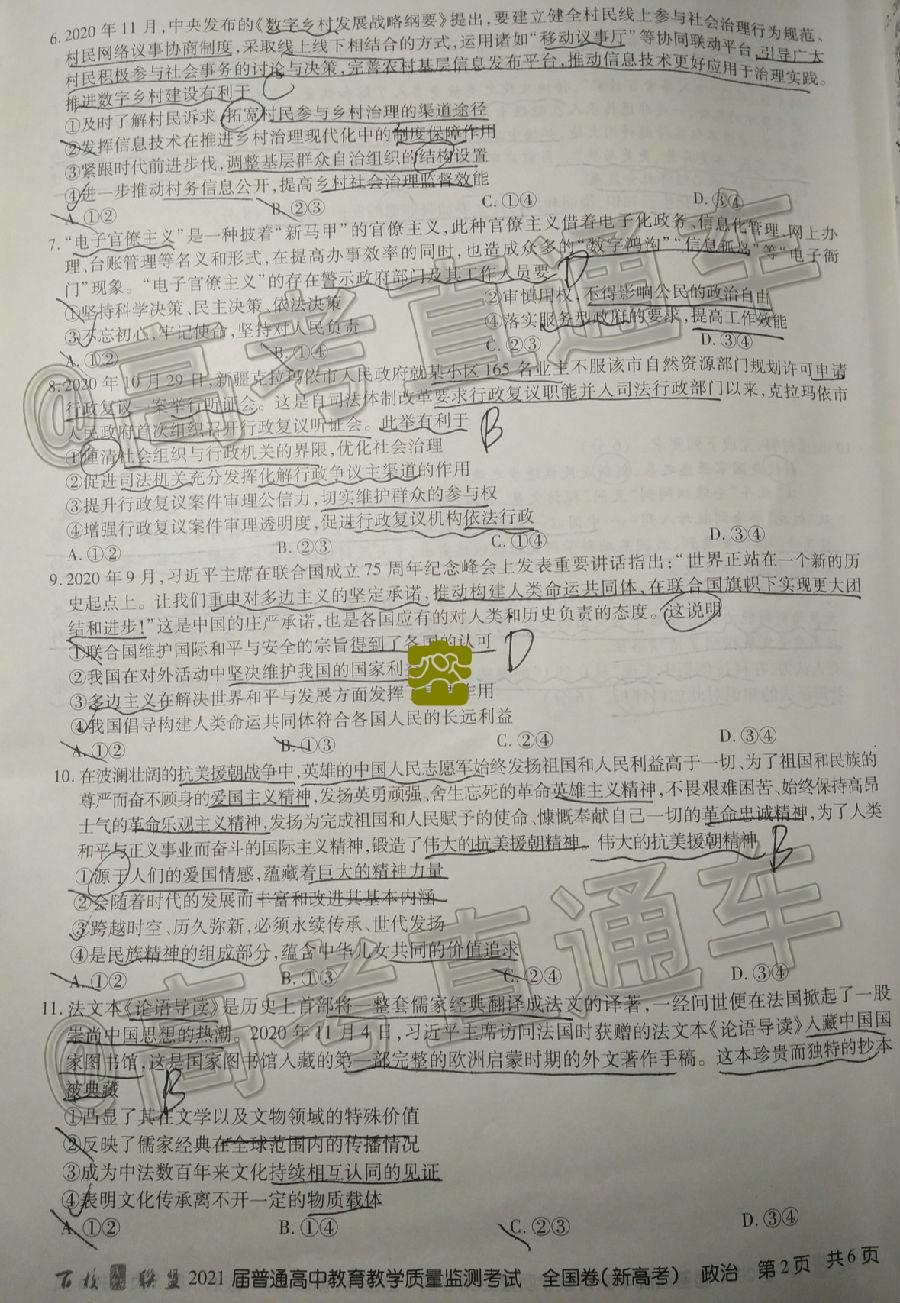 6. 2020年11月,中央发布的《数字乡村发展战略纲要》提出,要建立健全村民线上参与社会治理行为规范、
村民网络议事协商制度,采取线上线下相结合的方式,运用诸如“移动议事厅”等协同联动平台,引导广大
村民积极参与社会事务的讨论与决策,完善农村基层信息发布平台,推动信息技术更好应用于治理实践。
推进数字乡村建设有利于 C
①及时了解村民诉求,拓宽村民参与乡村治理的渠道途径
②发挥信息技术在推进乡村治理现代化中的制度保障作用
③紧跟时代前进步伐,调整基层群众自治组织的结构设置
④进一步推动村务信息公开,提高乡村社会治理监督效能
A. ①② B. ②③ C. ①④ D. ③④
7. “电子官僚主义”是一种披着“新马甲”的官僚主义,此种官僚主义借着电子化政务、信息化管理、网上办
理,台账管理等名义和形式,在提高办事效率的同时,也造成众多的“数字鸿沟”“信息孤岛”等“电子衙
门”现象。“电子官僚主义”的存在警示政府部门及其工作人员要 D
①坚持科学决策、民主决策、依法决策 ②审慎用权,不得影响公民的政治自由
③不忘初心,牢记使命,坚持对人民负责 ④落实服务型政府的要求,提高工作效能
A. ①② B. ①④ C. ②③ D. ③④
8. 2020年10月29日,新疆克拉玛依市人民政府就某小区165名业主不服该市自然资源部门规划许可申请
行政复议一案举行听证会。这是自司法体制改革要求行政复议职能并入司法行政部门以来,克拉玛依市
人民政府首次组织召开行政复议听证会。此举有利于 B
①理清社会组织与行政机关的界限,优化社会治理
②促进司法机关充分发挥化解行政争议主渠道的作用
③提升行政复议案件审理公信力,切实维护群众的参与权
④增强行政复议案件审理透明度,促进行政复议机构依法行政
A. ①② B. ②③ C. ①④ D. ③④
9. 2020年9月,习近平主席在联合国成立75周年纪念峰会上发表重要讲话指出:“世界正站在一个新的历
史起点上。让我们重申对多边主义的坚定承诺,推动构建人类命运共同体,在联合国旗帜下实现更大团
结和进步!”这是中国的庄严承诺,也是各国应有的对人类和历史负责的态度。这说明
①联合国维护国际和平与安全的宗旨得到了各国的认可 D
②我国在对外活动中坚决维护我国的国家利
③多边主义在解决世界和平与发展方面发挥 作用
④我国倡导构建人类命运共同体符合各国人民的长远利益
A. ①② B. ①③ C. ②④ D. ③④
10. 在波澜壮阔的抗美援朝战争中,英雄的中国人民志愿军始终发扬祖国和人民利益高于一切、为了祖国和民族的
尊严而奋不顾身的爱国主义精神,发扬英勇顽强、舍生忘死的革命英雄主义精神,不畏艰难困苦、始终保持高昂
士气的革命乐观主义精神,发扬为完成祖国和人民赋予的使命、慷慨奉献自己一切的革命忠诚精神,为了人类
和平与正义事业而奋斗的国际主义精神,锻造了伟大的抗美援朝精神。伟大的抗美援朝精神 B
①源于人们的爱国情感,蕴藏着巨大的精神力量
②会随着时代的发展而丰富和改进其基本内涵
③跨越时空、历久弥新,必须永续传承、世代发扬
④是民族精神的组成部分,蕴含中华儿女共同的价值追求
A. ①② B. ①③ C. ②④ D. ③④
11. 法文本《论语导读》是历史上首部将一整套儒家经典翻译成法文的译著,一经问世便在法国掀起了一股
崇尚中国思想的热潮。2020年11月4日,习近平主席访问法国时获赠的法文本《论语导读》入藏中国国
家图书馆,这是国家图书馆入藏的第一部完整的欧洲启蒙时期的外文著作手稿。这本珍贵而独特的抄本
被典藏 B
①凸显了其在文学以及文物领域的特殊价值
②反映了儒家经典在全球范围内的传播情况
③成为中法数百年来文化持续相互认同的见证
④表明文化传承离不开一定的物质载体
A. ①② B. ①④ C. ②③ D. ③④
百校 联盟 2021届普通高中教育教学质量监测考试 全国卷(新高考) 政治 第2页 共6页
@高考直通车
@高考直通车